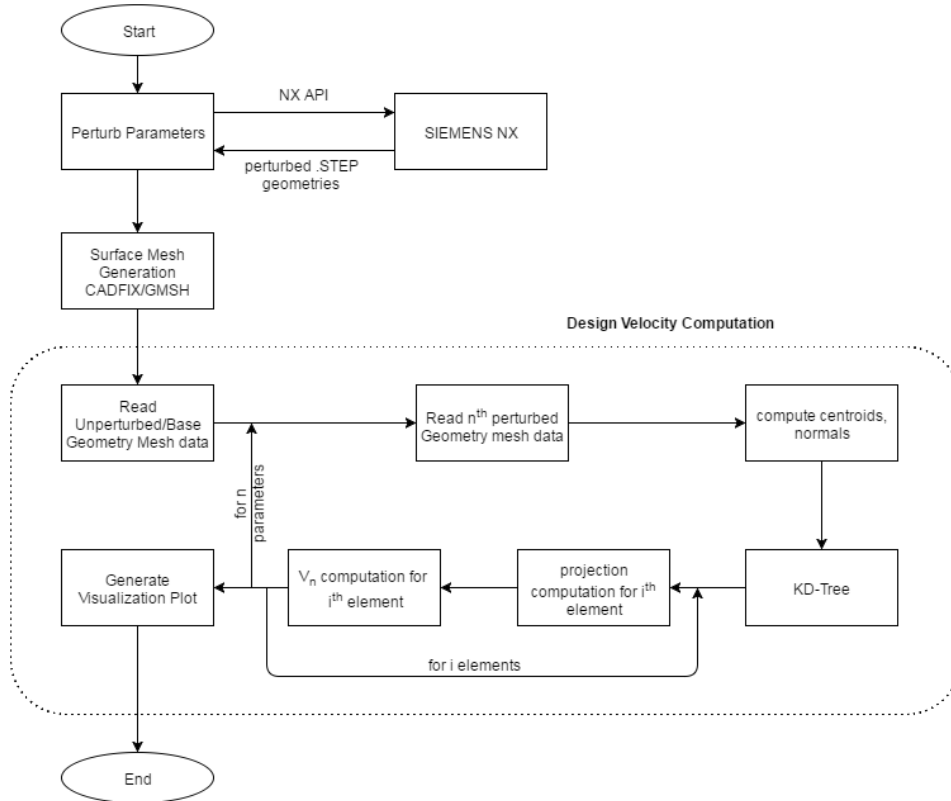 Start
NX API
Perturb Parameters
SIEMENS NX
perturbed .STEP
geometries
Surface Mesh
Generation
CADFIX/GMSH
Design Velocity Computation
Read
Unperturbed/Base
Geometry Mesh data
Read nth perturbed
Geometry mesh data
compute centroids,
normals
for n
parameters
Generate
Visualization Plot
Vn computation for
ith element
projection
computation for ith
element
KD-Tree
for i elements
End